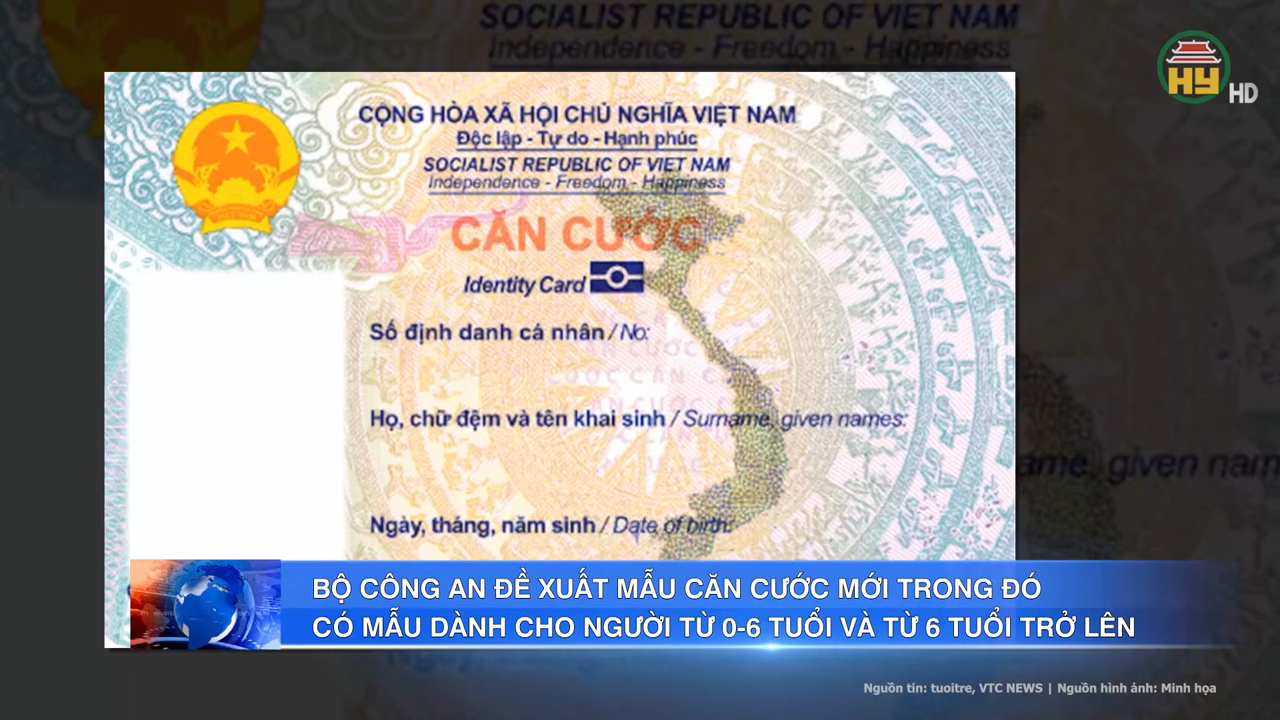 SOCIALIST REPUBLIC OF VIET NAM
Independence - Freedom - Happiness
HY HD
CỘNG HÒA XÃ HỘI CHỦ NGHĨA VIỆT NAM
Độc lập - Tự do - Hạnh phúc
SOCIALIST REPUBLIC OF VIET NAM
Independence - Freedom - Happiness
CĂN CƯỚC
Identity Card
Số định danh cá nhân / No:
Họ, chữ đệm và tên khai sinh / Surname, given names:
ame, given nam
Ngày, tháng, năm sinh / Date of birth:
BỘ CÔNG AN ĐỀ XUẤT MẪU CĂN CƯỚC MỚI TRONG ĐÓ
CÓ MẪU DÀNH CHO NGƯỜI TỪ 0-6 TUỔI VÀ TỪ 6 TUỔI TRỞ LÊN
Nguồn tin: tuoitre, VTC NEWS | Nguồn hình ảnh: Minh họa